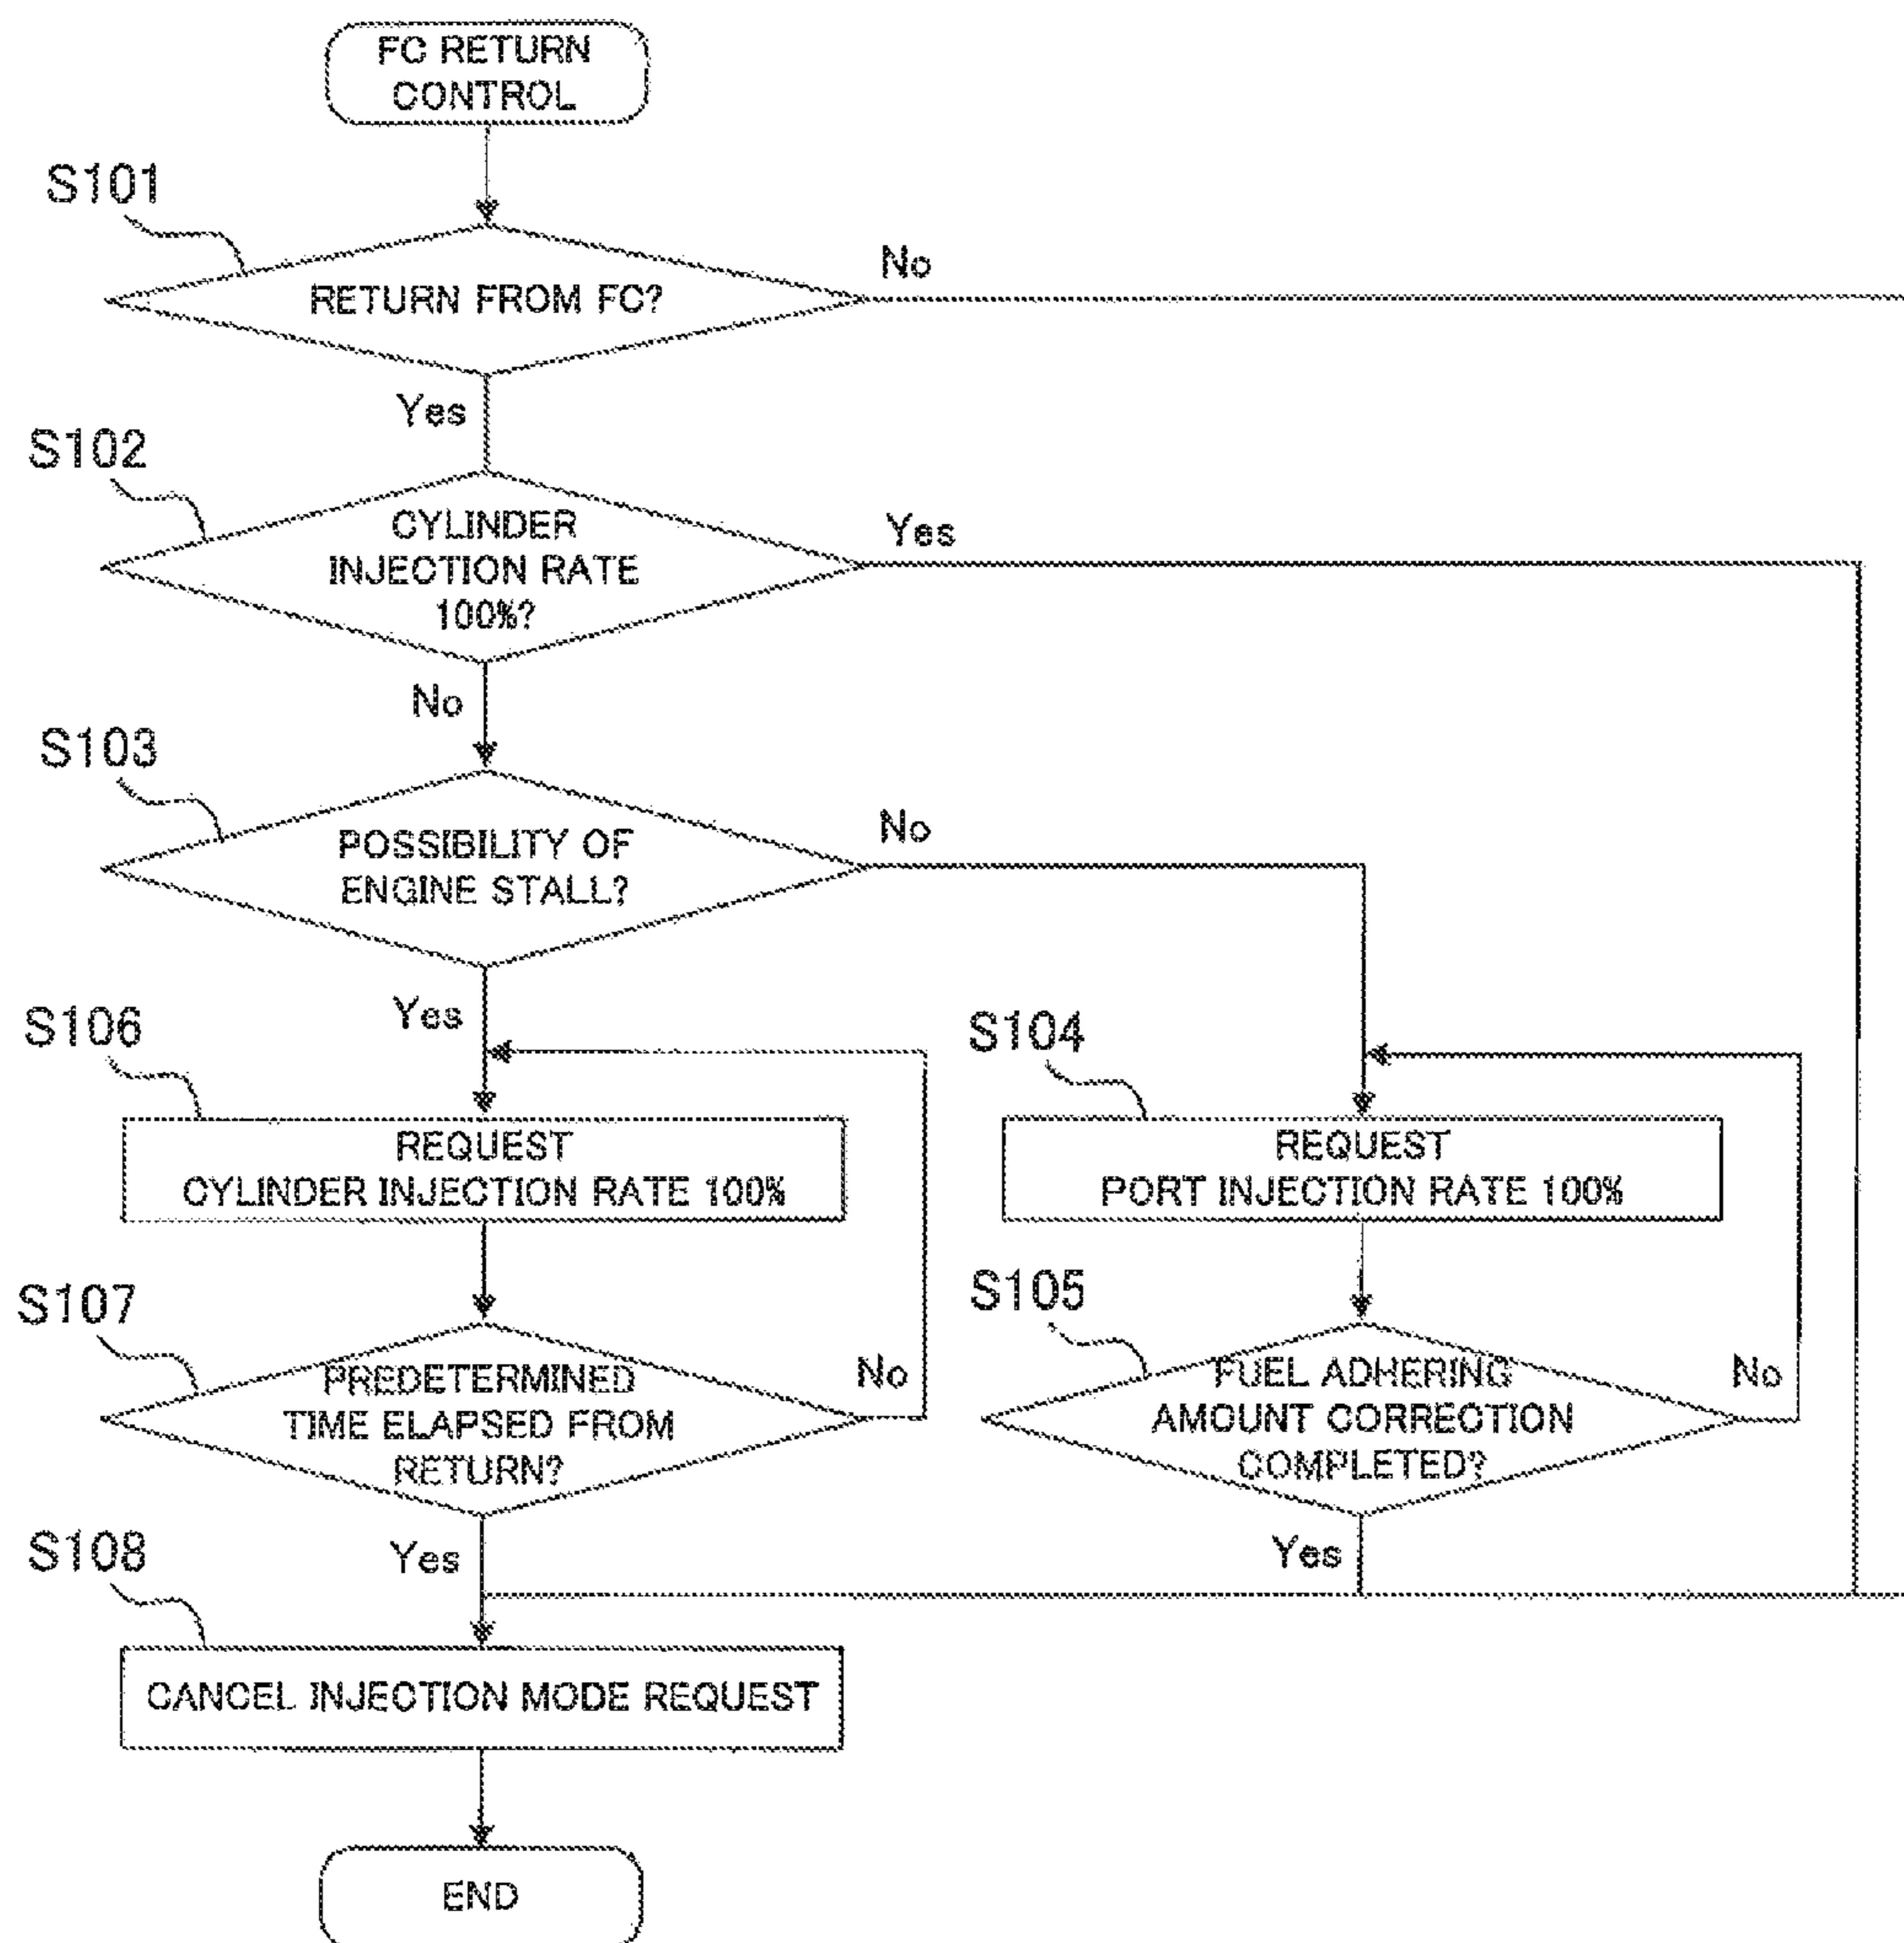 FC RETURN
CONTROL
S101
RETURN FROM FC?
No
Yes
S102
CYLINDER
INJECTION RATE
100%?
Yes
No
S103
POSSIBILITY OF
ENGINE STALL?
No
Yes
S106
REQUEST
CYLINDER INJECTION RATE 100%
S104
REQUEST
PORT INJECTION RATE 100%
S107
PREDETERMINED
TIME ELAPSED FROM
RETURN?
No
Yes
S105
FUEL ADHERING
AMOUNT CORRECTION
COMPLETED?
No
Yes
S108
CANCEL INJECTION MODE REQUEST
END